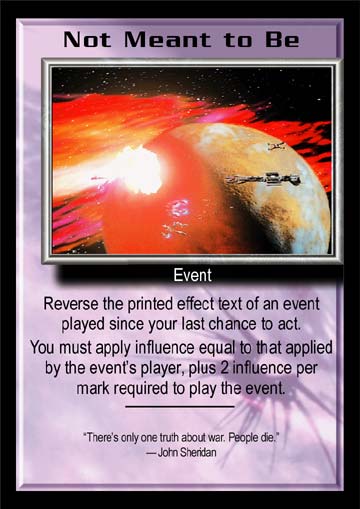 Not Meant to Be
Event
Reverse the printed effect text of an event
played since your last chance to act.
You must apply influence equal to that applied
by the event's player, plus 2 influence per
mark required to play the event.
“There's only one truth about war. People die.”
— John Sheridan